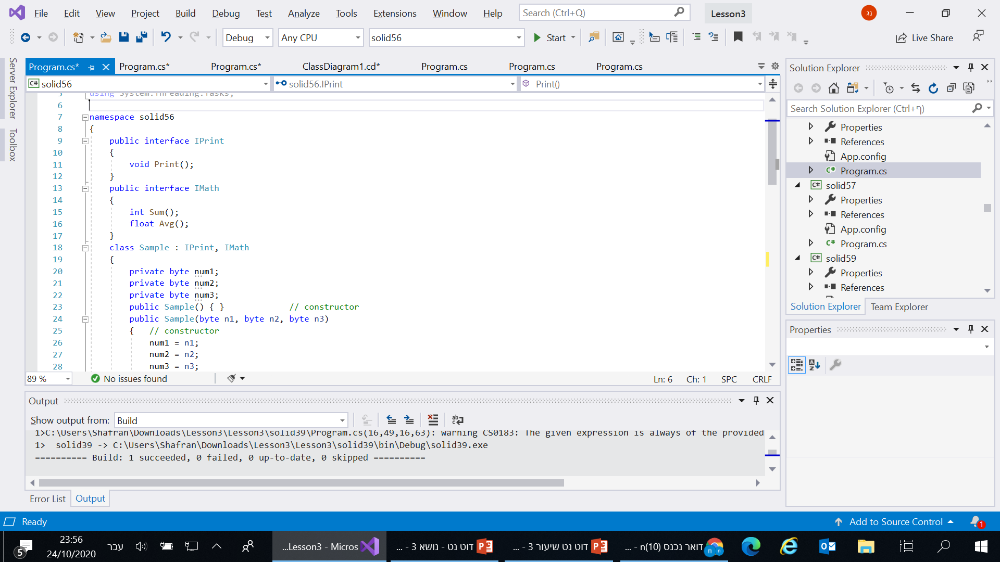 File Edit View Project Build Debug Test Analyze Tools Extensions Window Help Search (Ctrl+Q) Lesson3 נג
Debug Any CPU solid56 Start Live Share
Server Explorer
Toolbox
Program.cs* Program.cs* Program.cs* ClassDiagram1.cd* Program.cs Program.cs Program.cs
C# solid56 solid56.IPrint Print()
5 using System.Threading.Tasks;
6
7 namespace solid56
8 {
9 public interface IPrint
10 {
11 void Print();
12 }
13 public interface IMath
14 {
15 int Sum();
16 float Avg();
17 }
18 class Sample : IPrint, IMath
19 {
20 private byte num1;
21 private byte num2;
22 private byte num3;
23 public Sample() { } // constructor
24 public Sample(byte n1, byte n2, byte n3)
25 { // constructor
26 num1 = n1;
27 num2 = n2;
28 num3 = n3;
89 % No issues found Ln: 6 Ch: 1 SPC CRLF
Output
Show output from: Build
1>C:\Users\Shafran\Downloads\Lesson3\Lesson3\solid39\Program.cs(16,49,16,63): warning CS0183: The given expression is always of the provided
1> solid39 -> C:\Users\Shafran\Downloads\Lesson3\Lesson3\solid39\bin\Debug\solid39.exe
========== Build: 1 succeeded, 0 failed, 0 up-to-date, 0 skipped ==========
Error List Output
Solution Explorer
Search Solution Explorer (Ctrl+ף)
Properties
References
App.config
C# Program.cs
C# solid57
Properties
References
App.config
C# Program.cs
C# solid59
Properties
References
Solution Explorer Team Explorer
Properties
Ready Add to Source Control 1
5 23:56 עבר ...Lesson3 - Micros דוט נט - נושא 3 - ... דוט נט שיעור 3 - ... דואר נכנס (10) n - ...
24/10/2020